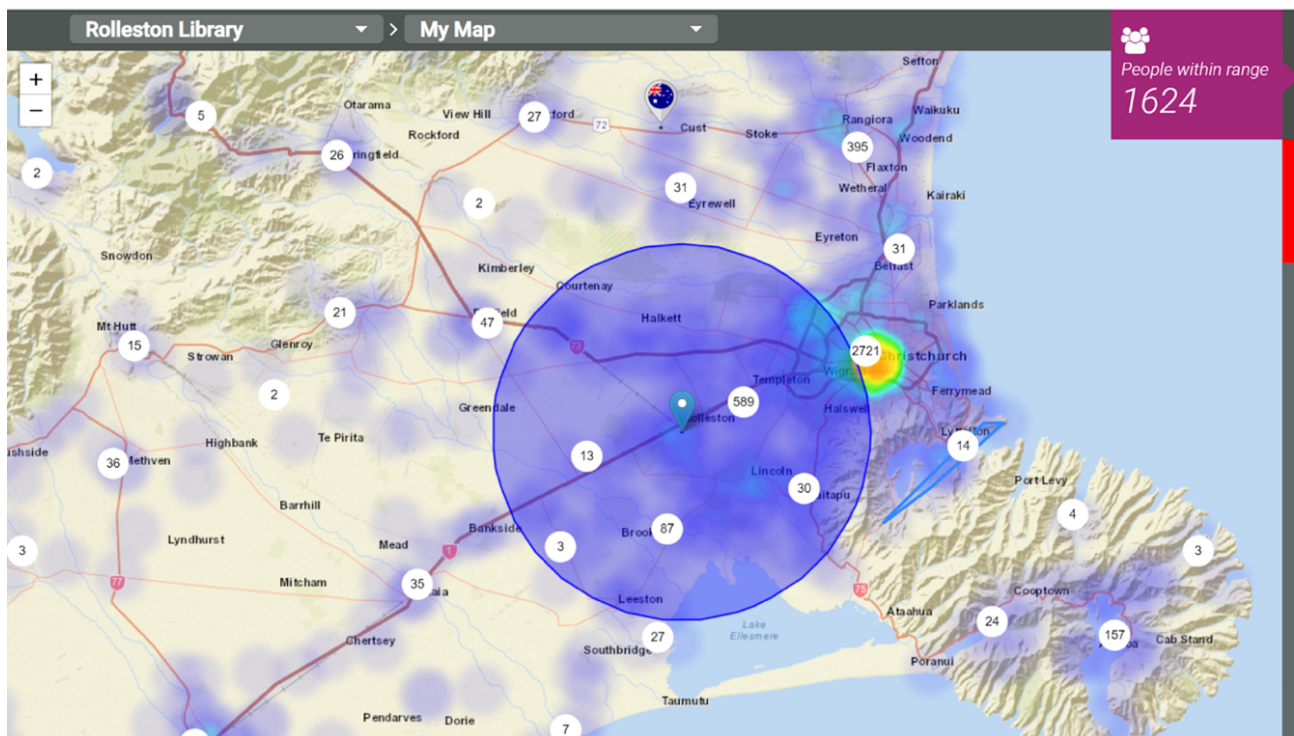 Rolleston Library
>
My Map
People within range
1624
+
−
Sefton
Otarama
View Hill
Cust
Stoke
Rangiora
Waikuku
Woodend
5
27
72
Rockford
26
395
Flaxton
2
2
31
Wetheral
Kairaki
Eyrewell
Eyreton
31
Belfast
Snowdon
Kimberley
Courtenay
21
47
Halkett
Parklands
Mt Hutt
15
Strowan
Glenroy
73
2721
Christchurch
2
Templeton
Ferrymead
Greendale
589
Halswell
Te Pirita
Highbank
36
Methven
13
Lincoln
14
30
Port Levy
Barrhill
Bankside
87
4
Lyndhurst
Mead
1
3
3
3
77
Mitcham
35
Leeston
75
Cooptown
Ataahua
24
157
Cab Stand
Chertsey
Lake
Ellesmere
27
Southbridge
Poranui
Taumutu
Pendarves
Dorie
7